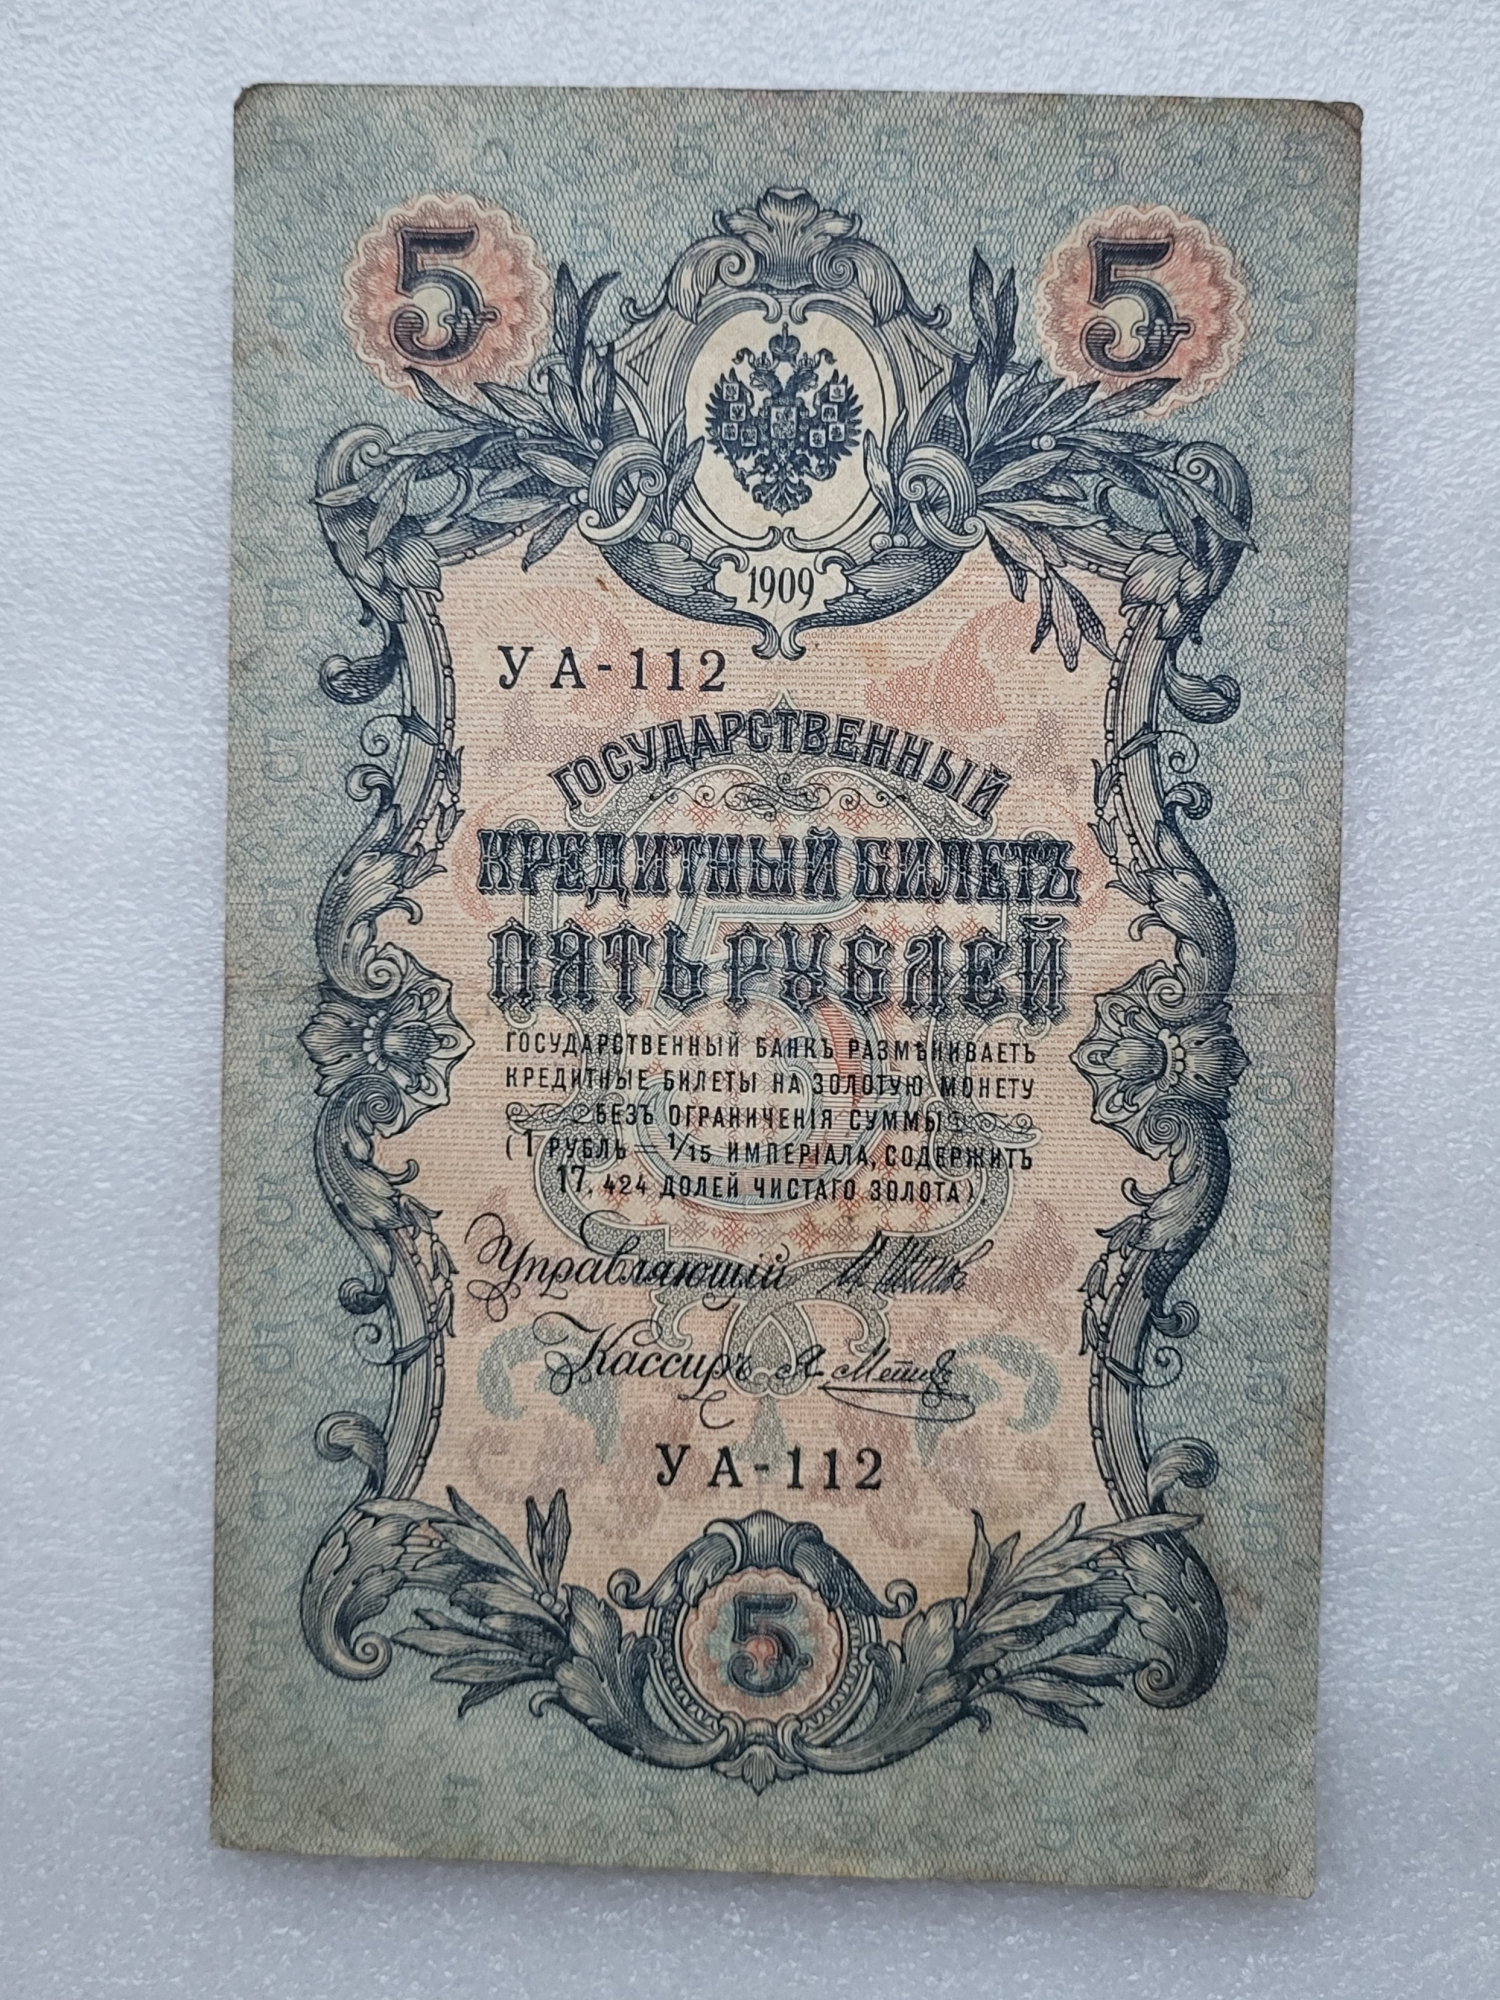 5 5
1909
УА-112
ГОСУДАРСТВЕННЫЙ
КРЕДИТНЫЙ БИЛЕТЪ
ПЯТЬ РУБЛЕЙ
ГОСУДАРСТВЕННЫЙ БАНКЪ РАЗМѢНИВАЕТЪ
КРЕДИТНЫЕ БИЛЕТЫ НА ЗОЛОТУЮ МОНЕТУ
БЕЗЪ ОГРАНИЧЕНІЯ СУММЫ
(1 РУБЛЬ = 1/15 ИМПЕРІАЛА, СОДЕРЖИТЪ
17,424 ДОЛЕЙ ЧИСТАГО ЗОЛОТА).
Управляющій
Кассиръ Я. Метцъ
УА-112
5